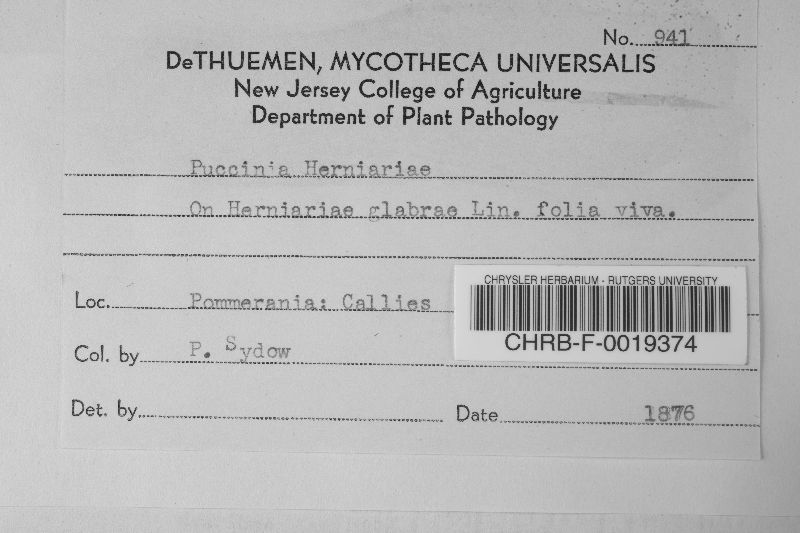 No. 941
DeTHUEMEN, MYCOTHECA UNIVERSALIS
New Jersey College of Agriculture
Department of Plant Pathology
Puccinia Herniariae
On Herniariae glabrae Lin. folia viva.
CHRYSLER HERBARIUM - RUTGERS UNIVERSITY
CHRB-F-0019374
Loc. Pommerania: Callies
Col. by P. Sydow
Det. by Date 1876